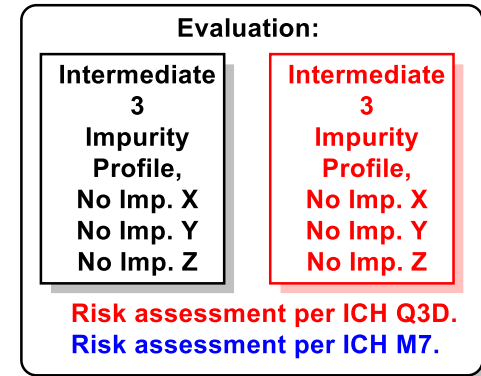 Evaluation:
Intermediate
3
Impurity
Profile,
No Imp. X
No Imp. Y
No Imp. Z
Intermediate
3
Impurity
Profile,
No Imp. X
No Imp. Y
No Imp. Z
Risk assessment per ICH Q3D.
Risk assessment per ICH M7.